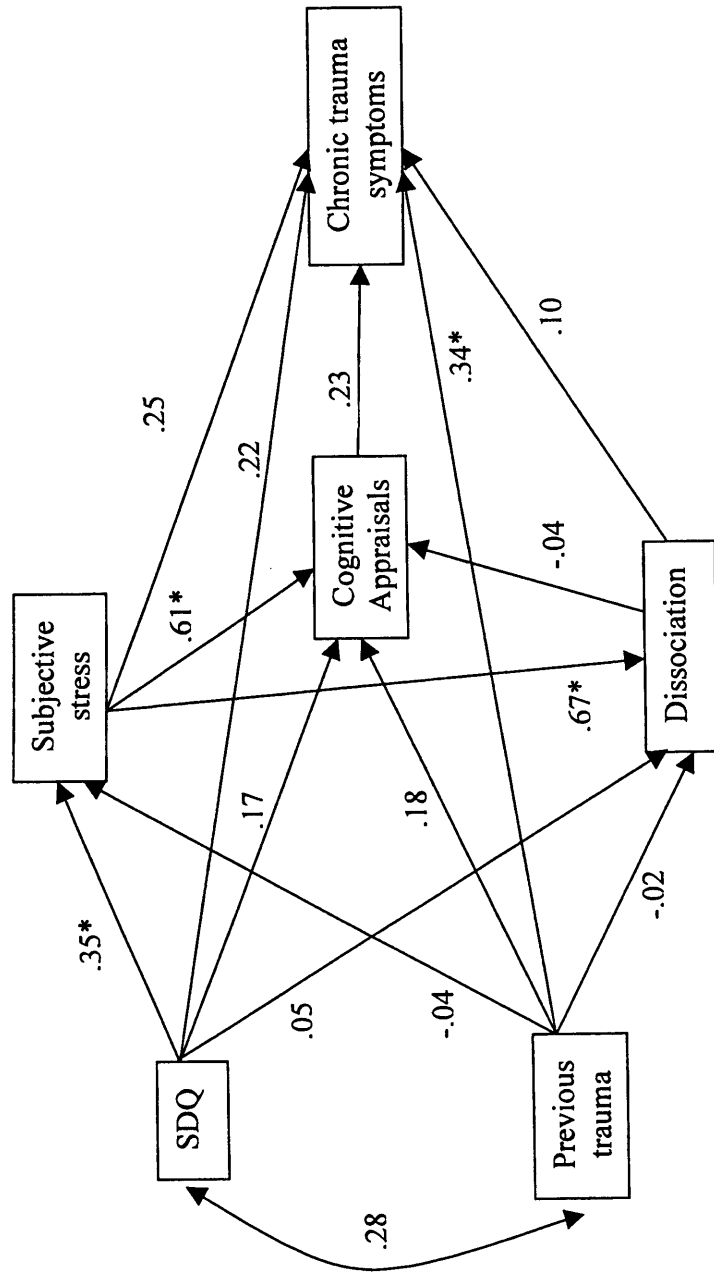 Subjective
stress
SDQ
Previous
trauma
Cognitive
Appraisals
Dissociation
Chronic trauma
symptoms
.35*
.28
.05
-.04
.17
.18
-.02
.61*
.67*
-.04
.25
.22
.23
.34*
.10